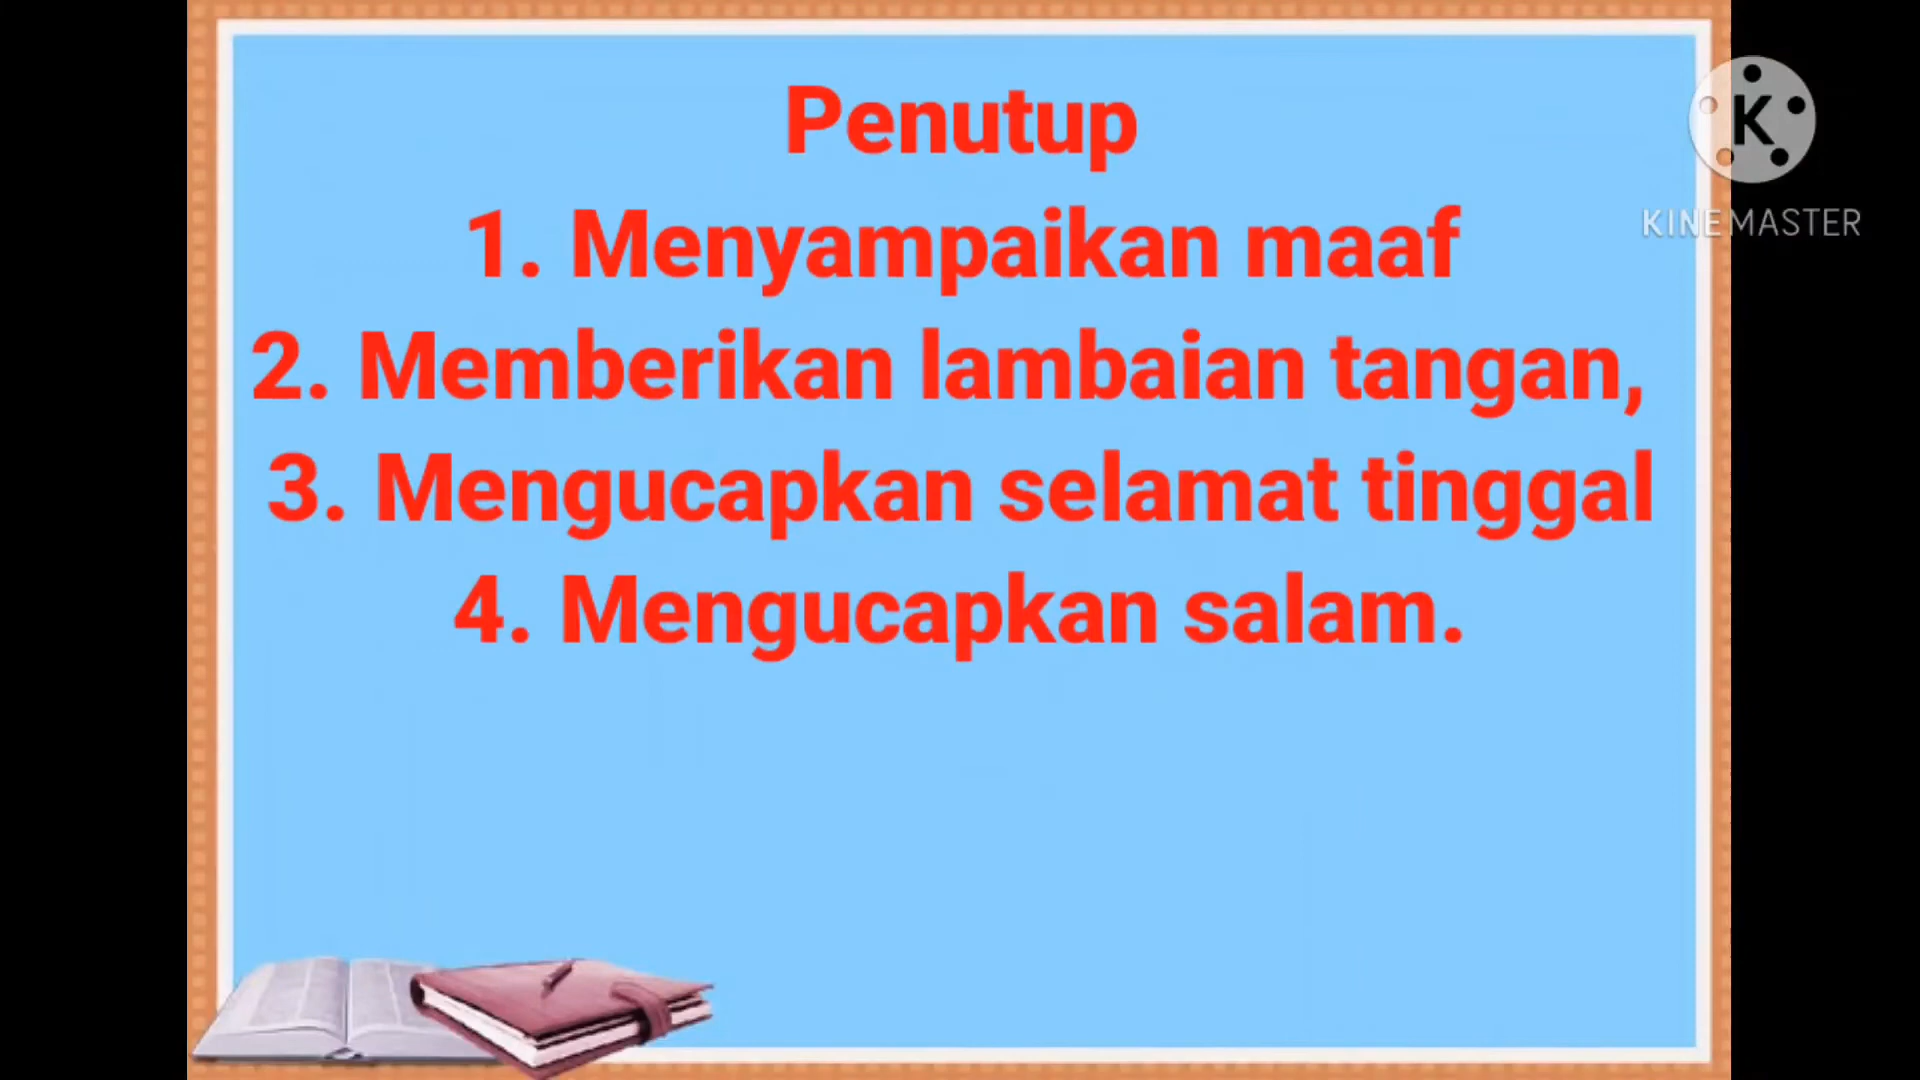 Penutup
1. Menyampaikan maaf
2. Memberikan lambaian tangan,
3. Mengucapkan selamat tinggal
4. Mengucapkan salam.
K
KINEMASTER